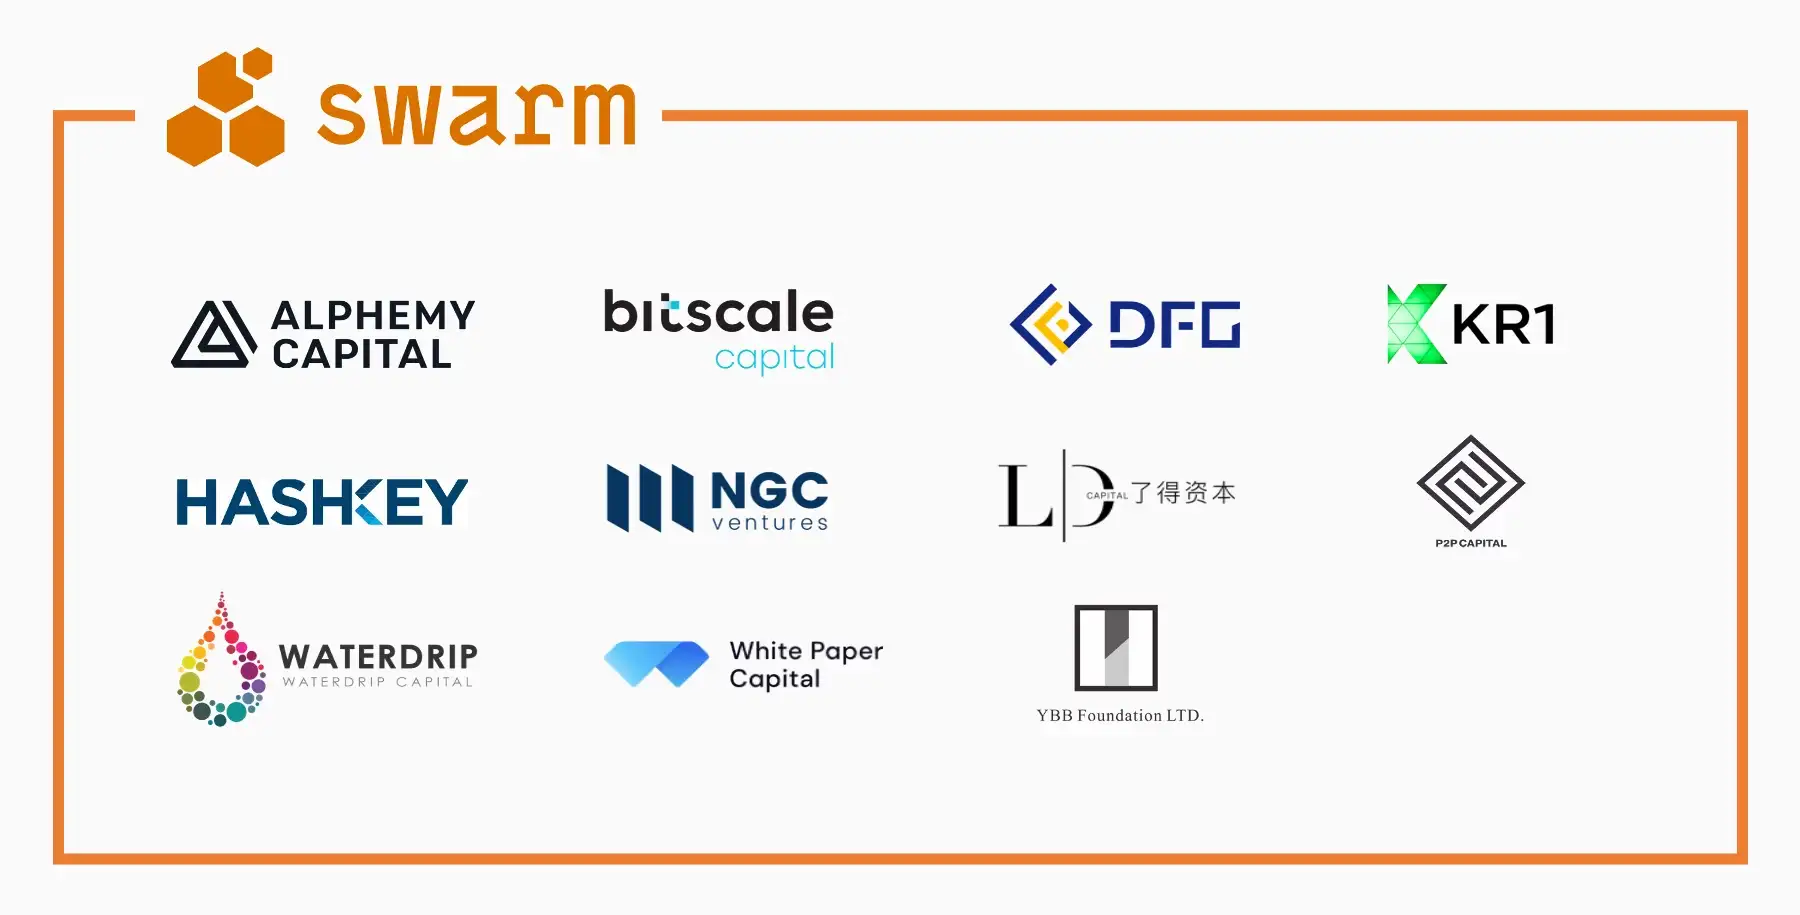 swarm
ALPHEMY
CAPITAL
bitscale
capital
DFG
KR1
HASHKEY
NGC
ventures
LD
CAPITAL 了得资本
P2P CAPITAL
WATERDRIP
WATERDRIP CAPITAL
White Paper
Capital
YBB Foundation LTD.